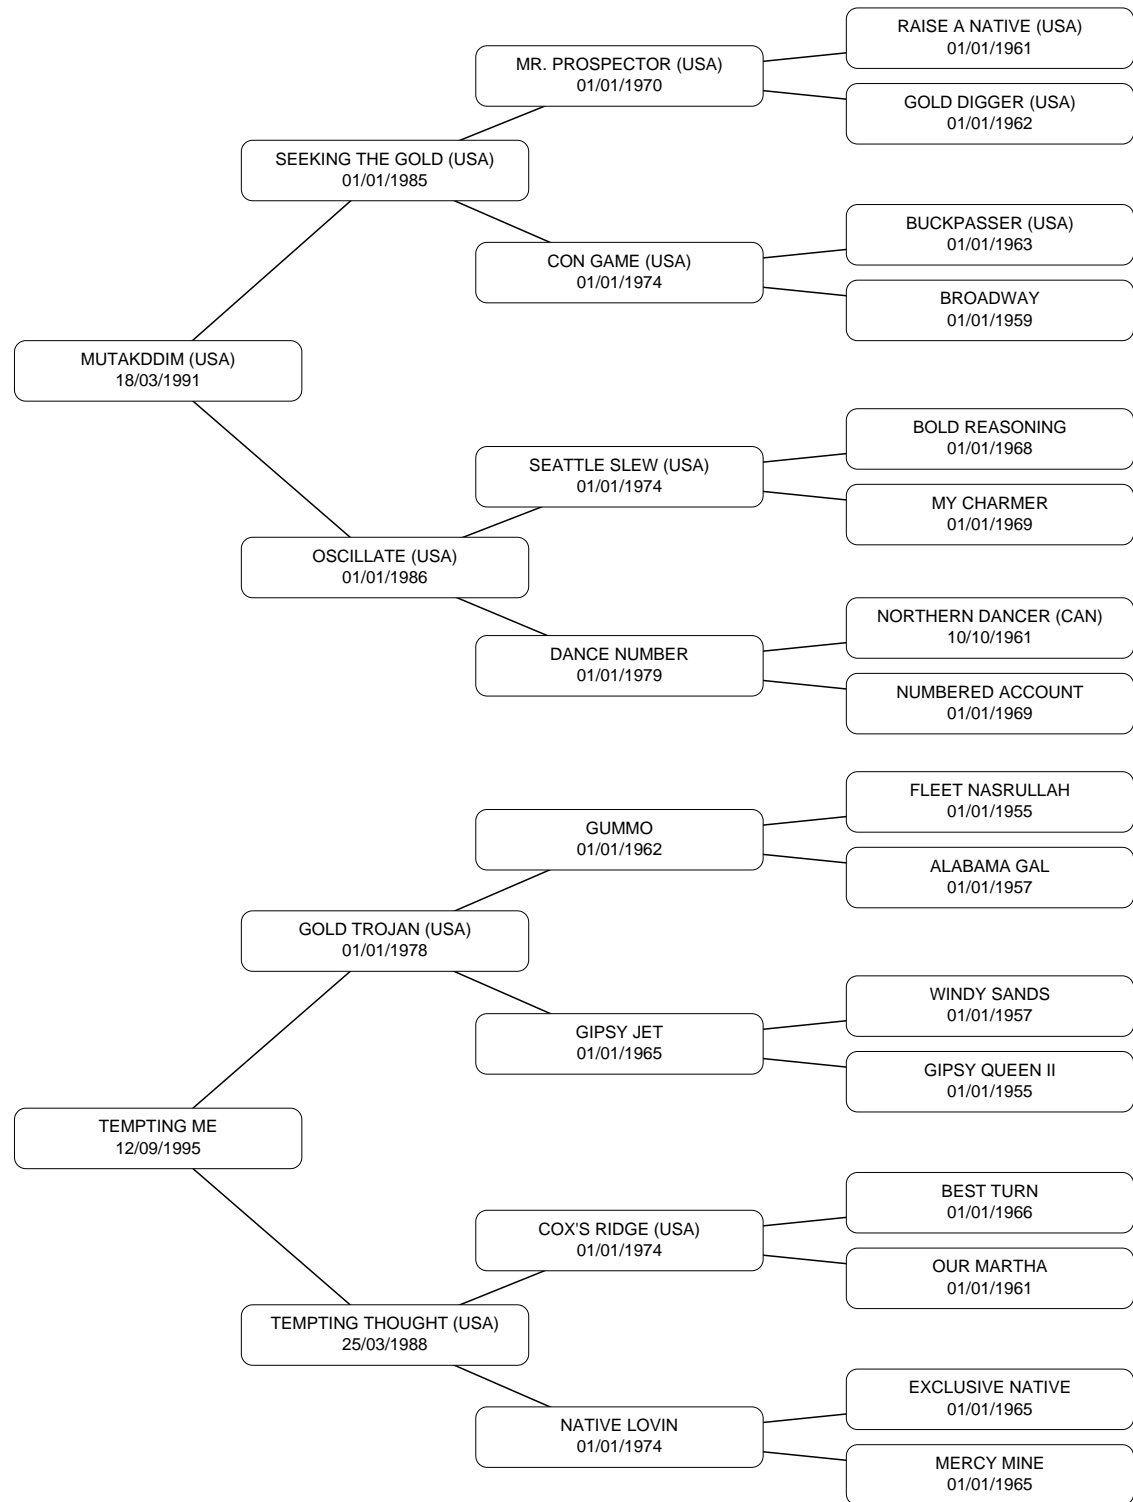 RAISE A NATIVE (USA)
01/01/1961
MR. PROSPECTOR (USA)
01/01/1970
GOLD DIGGER (USA)
01/01/1962
SEEKING THE GOLD (USA)
01/01/1985
BUCKPASSER (USA)
01/01/1963
CON GAME (USA)
01/01/1974
BROADWAY
01/01/1959
MUTAKDDIM (USA)
18/03/1991
BOLD REASONING
01/01/1968
SEATTLE SLEW (USA)
01/01/1974
MY CHARMER
01/01/1969
OSCILLATE (USA)
01/01/1986
NORTHERN DANCER (CAN)
10/10/1961
DANCE NUMBER
01/01/1979
NUMBERED ACCOUNT
01/01/1969
FLEET NASRULLAH
01/01/1955
GUMMO
01/01/1962
ALABAMA GAL
01/01/1957
GOLD TROJAN (USA)
01/01/1978
WINDY SANDS
01/01/1957
GIPSY JET
01/01/1965
GIPSY QUEEN II
01/01/1955
TEMPTING ME
12/09/1995
BEST TURN
01/01/1966
COX'S RIDGE (USA)
01/01/1974
OUR MARTHA
01/01/1961
TEMPTING THOUGHT (USA)
25/03/1988
EXCLUSIVE NATIVE
01/01/1965
NATIVE LOVIN
01/01/1974
MERCY MINE
01/01/1965